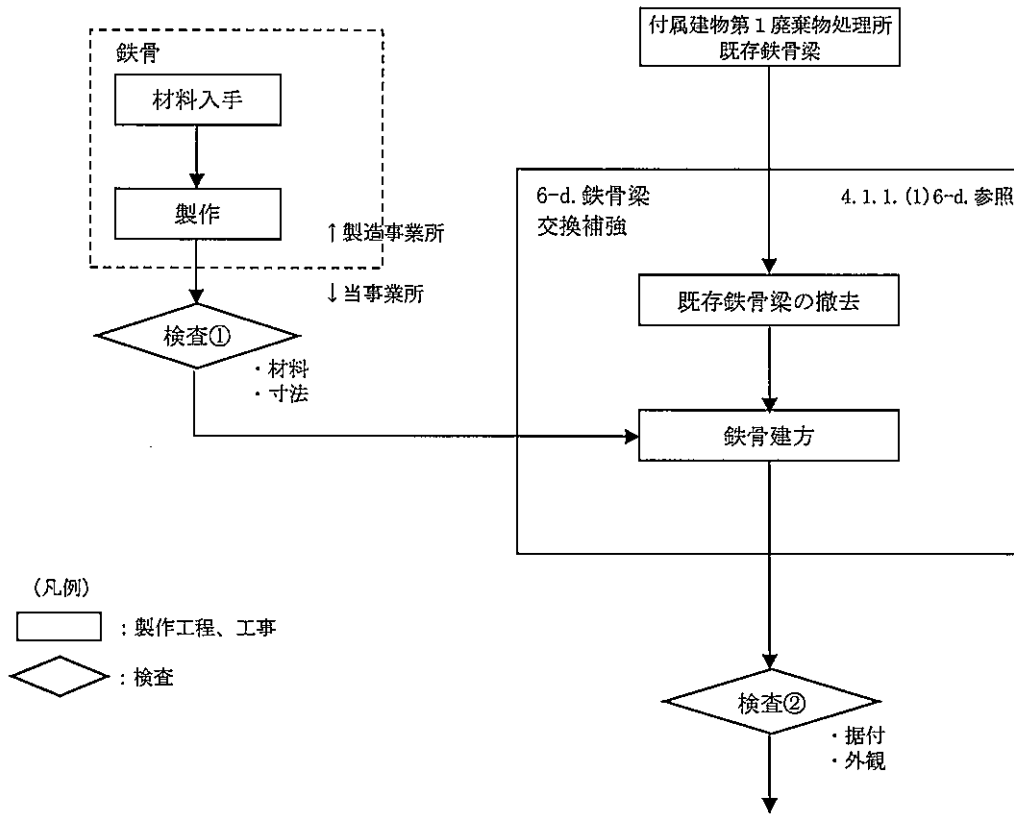 鉄骨
材料入手
製作
↑製造事業所
↓当事業所
検査①
・材料
・寸法
付属建物第1廃棄物処理所
既存鉄骨梁
6-d.鉄骨梁
交換補強
4.1.1.(1)6-d.参照
既存鉄骨梁の撤去
鉄骨建方
検査②
・据付
・外観
(凡例)
:製作工程、工事
:検査